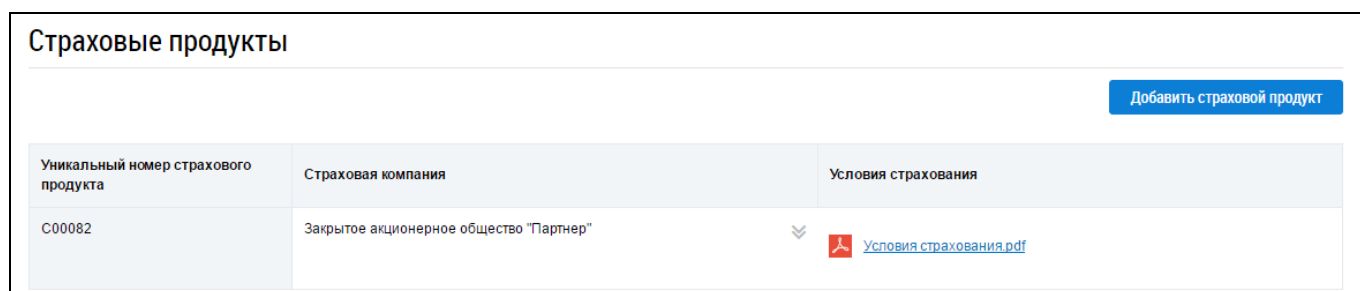 Страховые продукты
Добавить страховой продукт
Уникальный номер страхового
продукта
Страховая компания
Условия страхования
С00082
Закрытое акционерное общество "Партнер"
Условия страхования.pdf